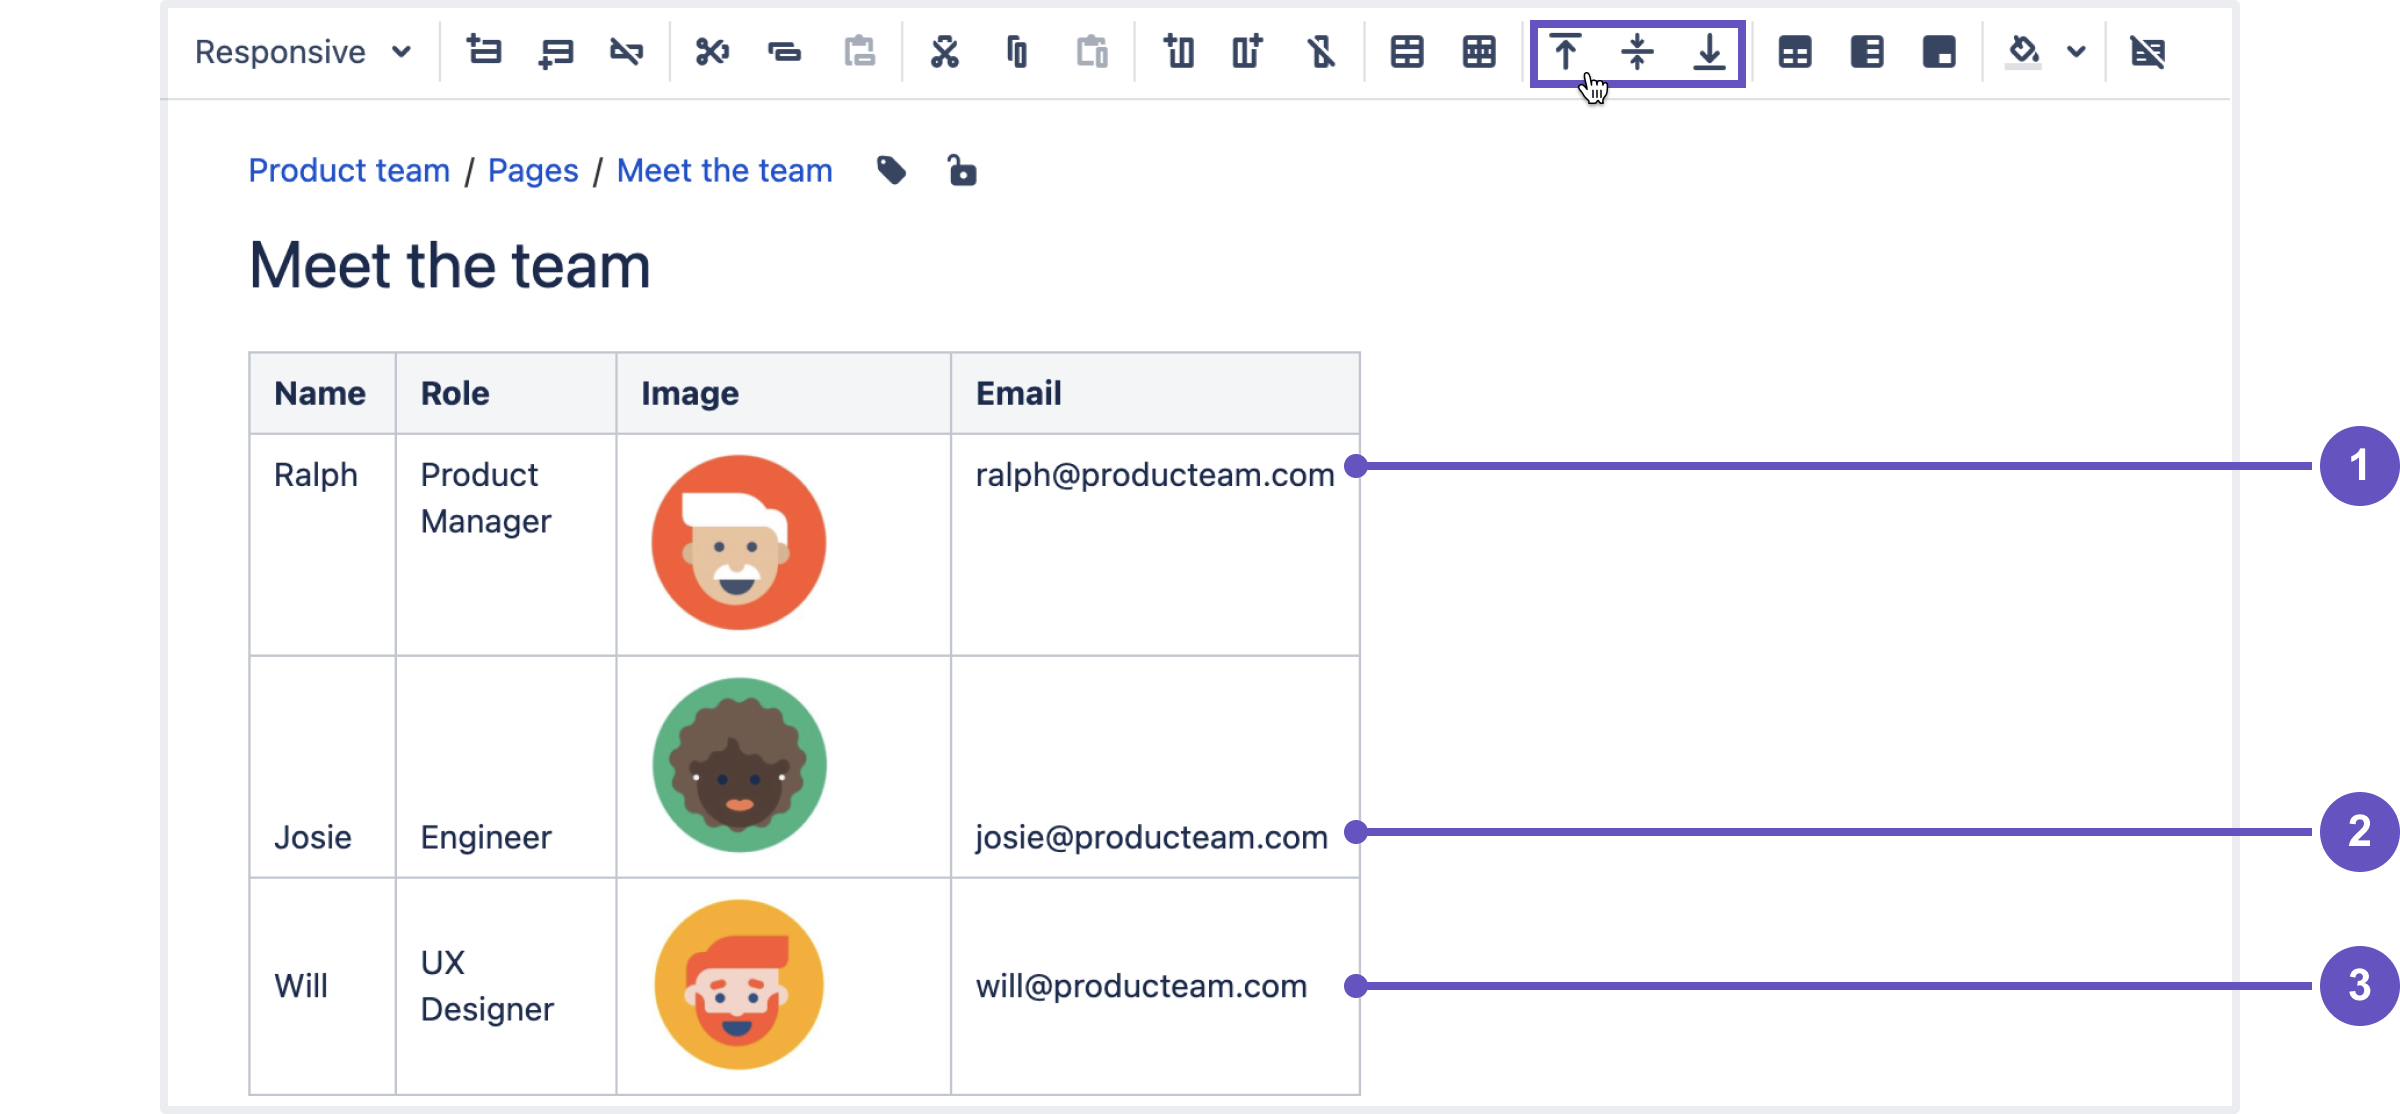 Responsive
Product team / Pages / Meet the team
Meet the team
Name Role Image Email
Ralph Product Manager ralph@producteam.com
1
Josie Engineer josie@producteam.com
2
Will UX Designer will@producteam.com
3